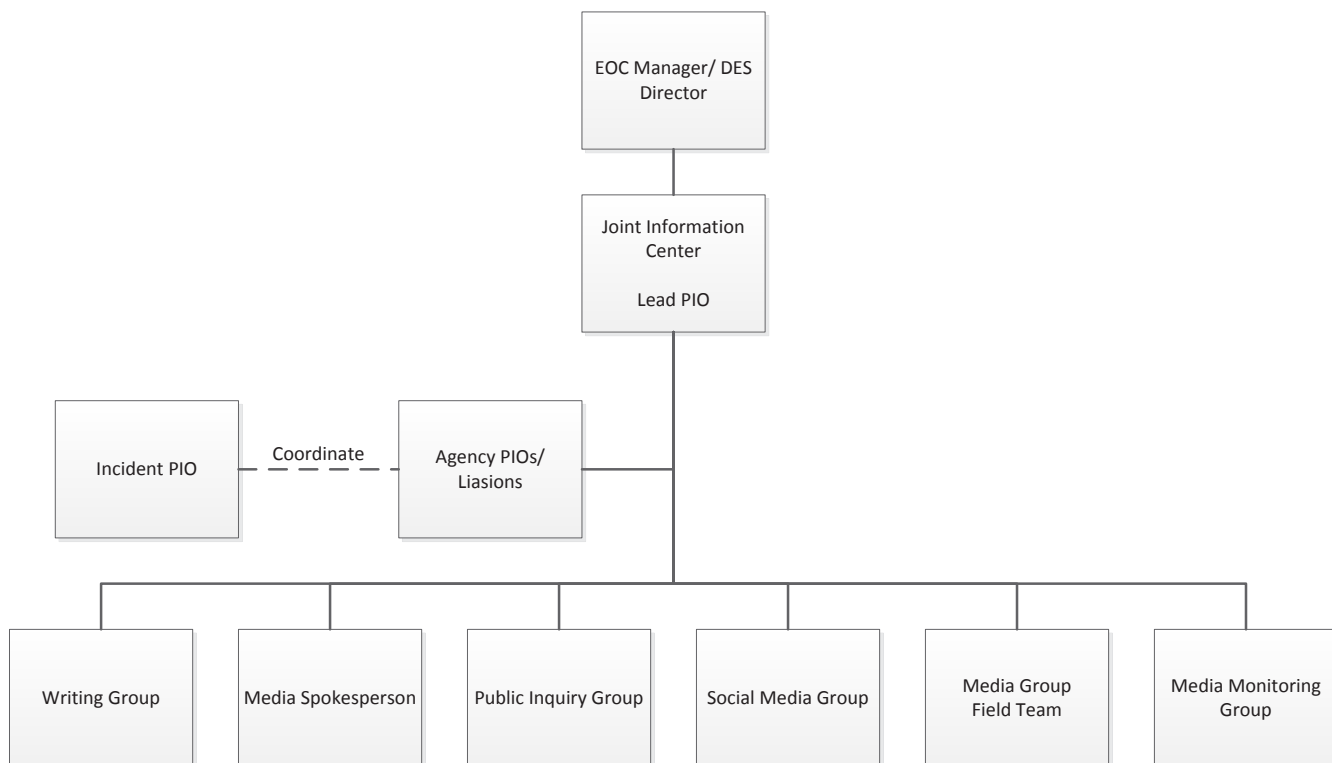 EOC Manager/ DES
Director
Joint Information
Center
Lead PIO
Incident PIO
Coordinate
Agency PIOs/
Liasions
Writing Group
Media Spokesperson
Public Inquiry Group
Social Media Group
Media Group
Field Team
Media Monitoring
Group